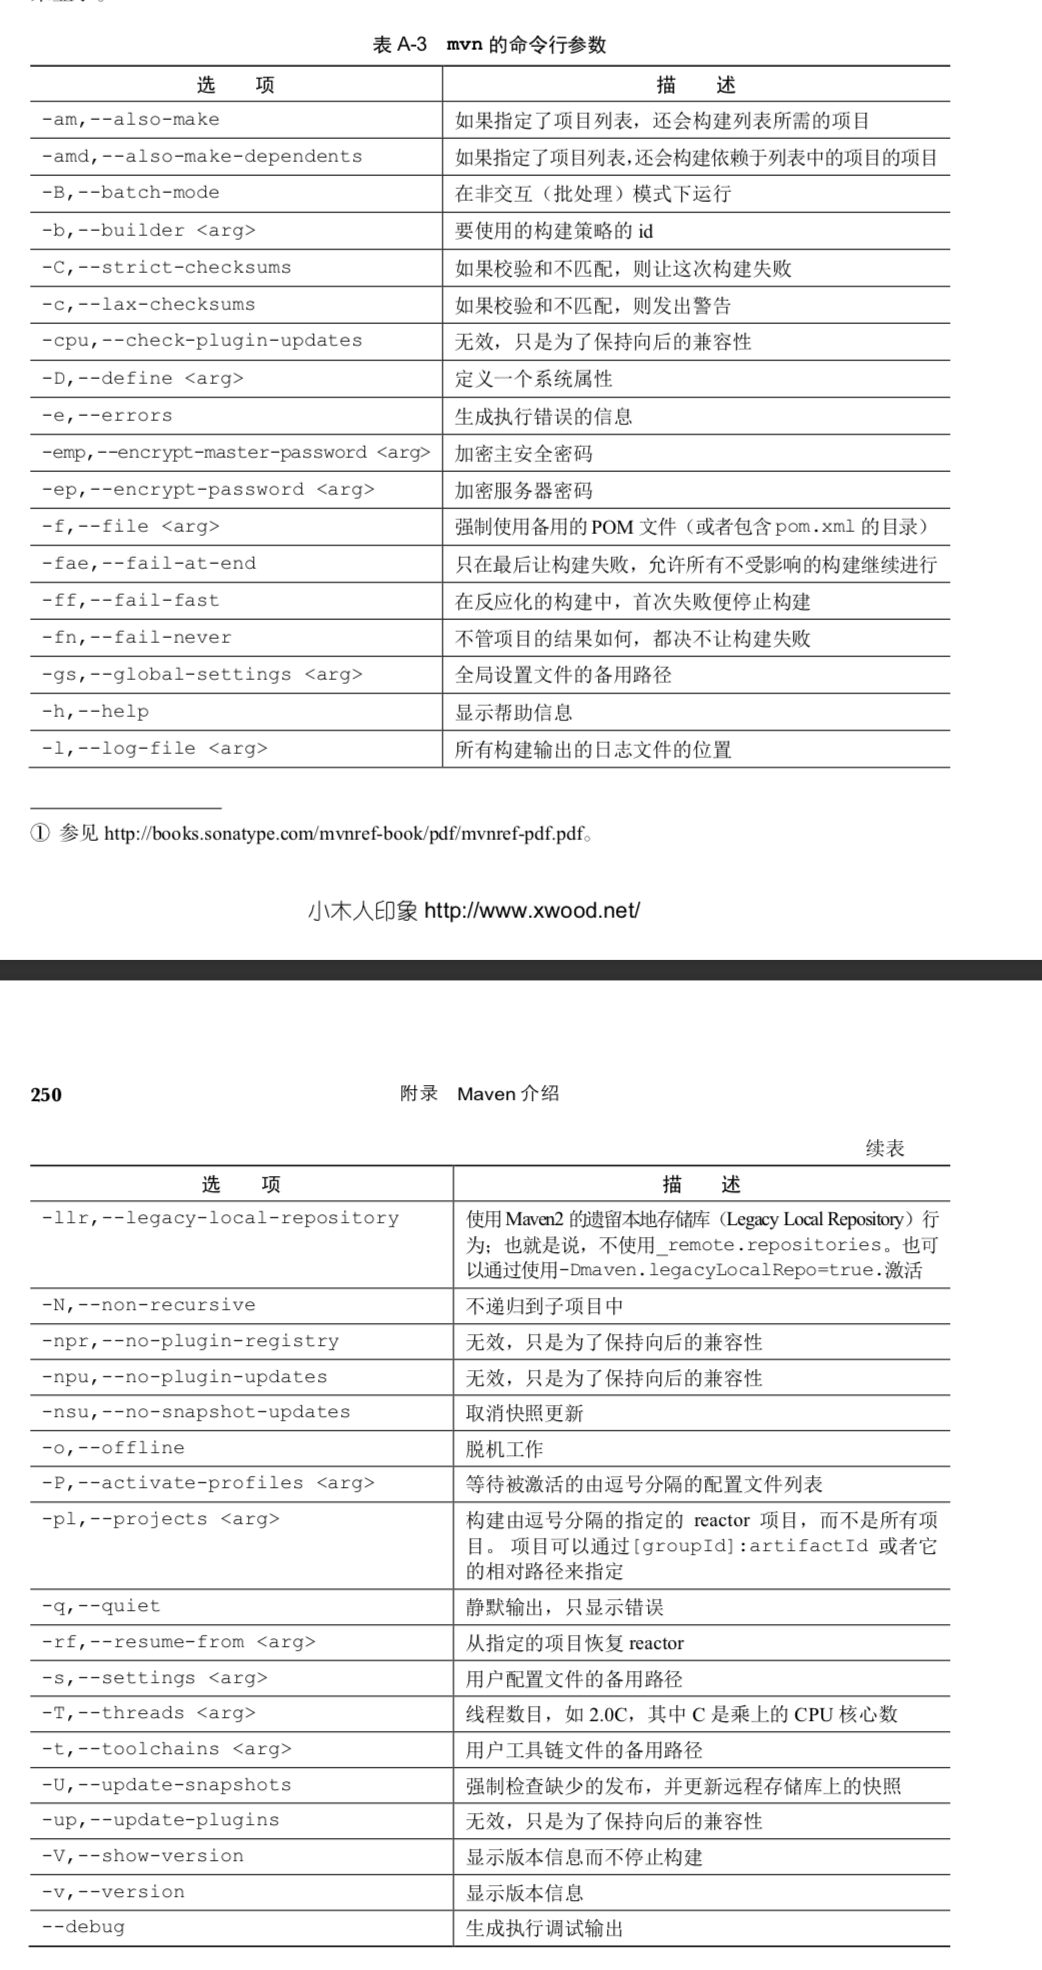 表 A-3 mvn 的命令行参数
选 项 描 述
-am,--also-make 如果指定了项目列表，还会构建列表所需的项目
-amd,--also-make-dependents 如果指定了项目列表,还会构建依赖于列表中的项目的项目
-B,--batch-mode 在非交互（批处理）模式下运行
-b,--builder <arg> 要使用的构建策略的 id
-C,--strict-checksums 如果校验和不匹配，则让这次构建失败
-c,--lax-checksums 如果校验和不匹配，则发出警告
-cpu,--check-plugin-updates 无效，只是为了保持向后的兼容性
-D,--define <arg> 定义一个系统属性
-e,--errors 生成执行错误的信息
-emp,--encrypt-master-password <arg> 加密主安全密码
-ep,--encrypt-password <arg> 加密服务器密码
-f,--file <arg> 强制使用备用的 POM 文件（或者包含 pom.xml 的目录）
-fae,--fail-at-end 只在最后让构建失败，允许所有不受影响的构建继续进行
-ff,--fail-fast 在反应化的构建中，首次失败便停止构建
-fn,--fail-never 不管项目的结果如何，都决不让构建失败
-gs,--global-settings <arg> 全局设置文件的备用路径
-h,--help 显示帮助信息
-l,--log-file <arg> 所有构建输出的日志文件的位置
① 参见 http://books.sonatype.com/mvnref-book/pdf/mvnref-pdf.pdf。
小木人印象 http://www.xwood.net/
250 附录 Maven 介绍
续表
选 项 描 述
-llr,--legacy-local-repository 使用 Maven2 的遗留本地存储库（Legacy Local Repository）行
为；也就是说，不使用_remote.repositories。也可
以通过使用-Dmaven.legacyLocalRepo=true.激活
-N,--non-recursive 不递归到子项目中
-npr,--no-plugin-registry 无效，只是为了保持向后的兼容性
-npu,--no-plugin-updates 无效，只是为了保持向后的兼容性
-nsu,--no-snapshot-updates 取消快照更新
-o,--offline 脱机工作
-P,--activate-profiles <arg> 等待被激活的由逗号分隔的配置文件列表
-pl,--projects <arg> 构建由逗号分隔的指定的 reactor 项目，而不是所有项
目。 项目可以通过[groupId]:artifactId 或者它
的相对路径来指定
-q,--quiet 静默输出，只显示错误
-rf,--resume-from <arg> 从指定的项目恢复 reactor
-s,--settings <arg> 用户配置文件的备用路径
-T,--threads <arg> 线程数目，如 2.0C，其中 C 是乘上的 CPU 核心数
-t,--toolchains <arg> 用户工具链文件的备用路径
-U,--update-snapshots 强制检查缺少的发布，并更新远程存储库上的快照
-up,--update-plugins 无效，只是为了保持向后的兼容性
-V,--show-version 显示版本信息而不停止构建
-v,--version 显示版本信息
--debug 生成执行调试输出